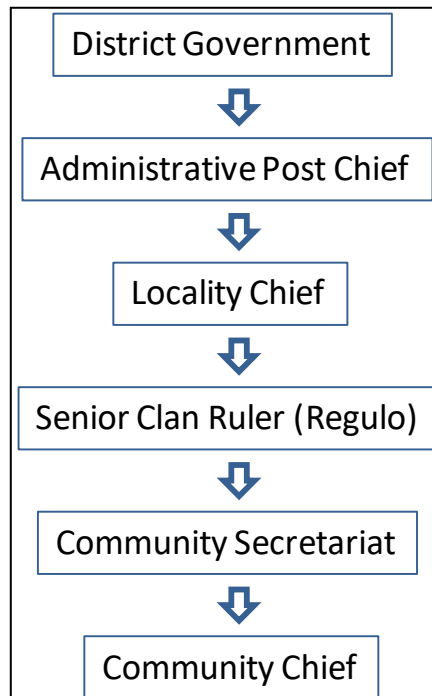 District Government
Administrative Post Chief
Locality Chief
Senior Clan Ruler (Regulo)
Community Secretariat
Community Chief